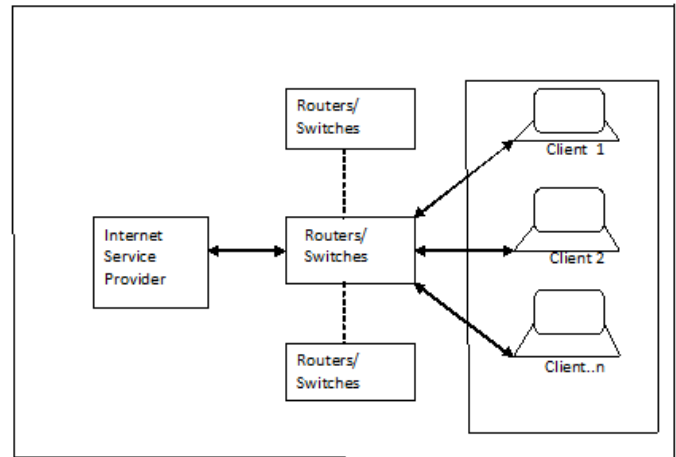 Routers/
Switches
Client 1
Internet
Service
Provider
Routers/
Switches
Client 2
Routers/
Switches
Client..n